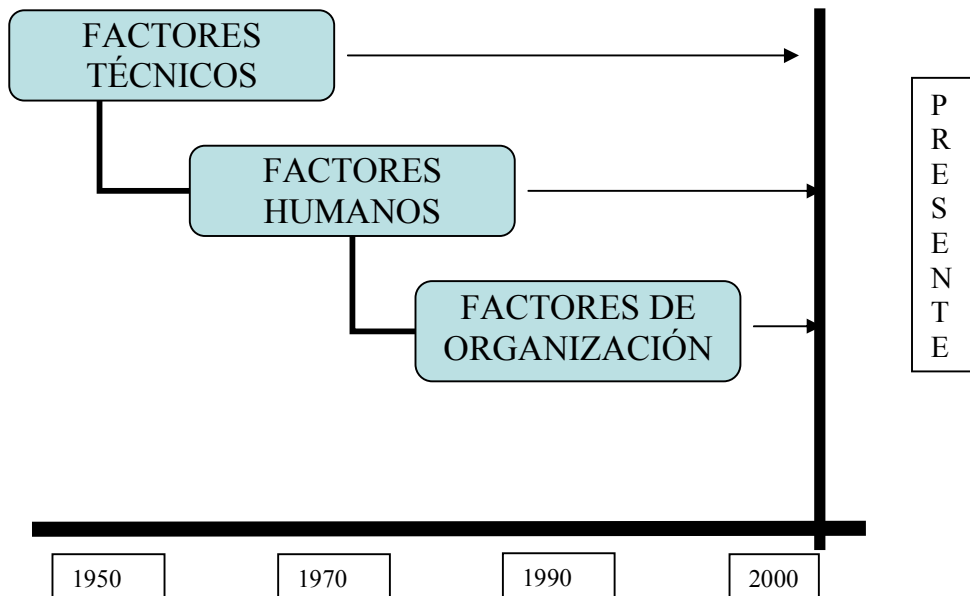 FACTORES
TÉCNICOS
FACTORES
HUMANOS
FACTORES DE
ORGANIZACIÓN
P
R
E
S
E
N
T
E
1950
1970
1990
2000